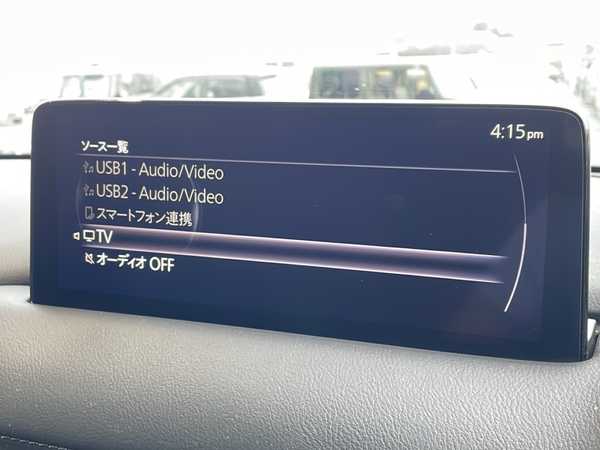 4:15pm
ソース一覧
USB1 - Audio/Video
USB2 - Audio/Video
スマートフォン連携
TV
オーディオ OFF